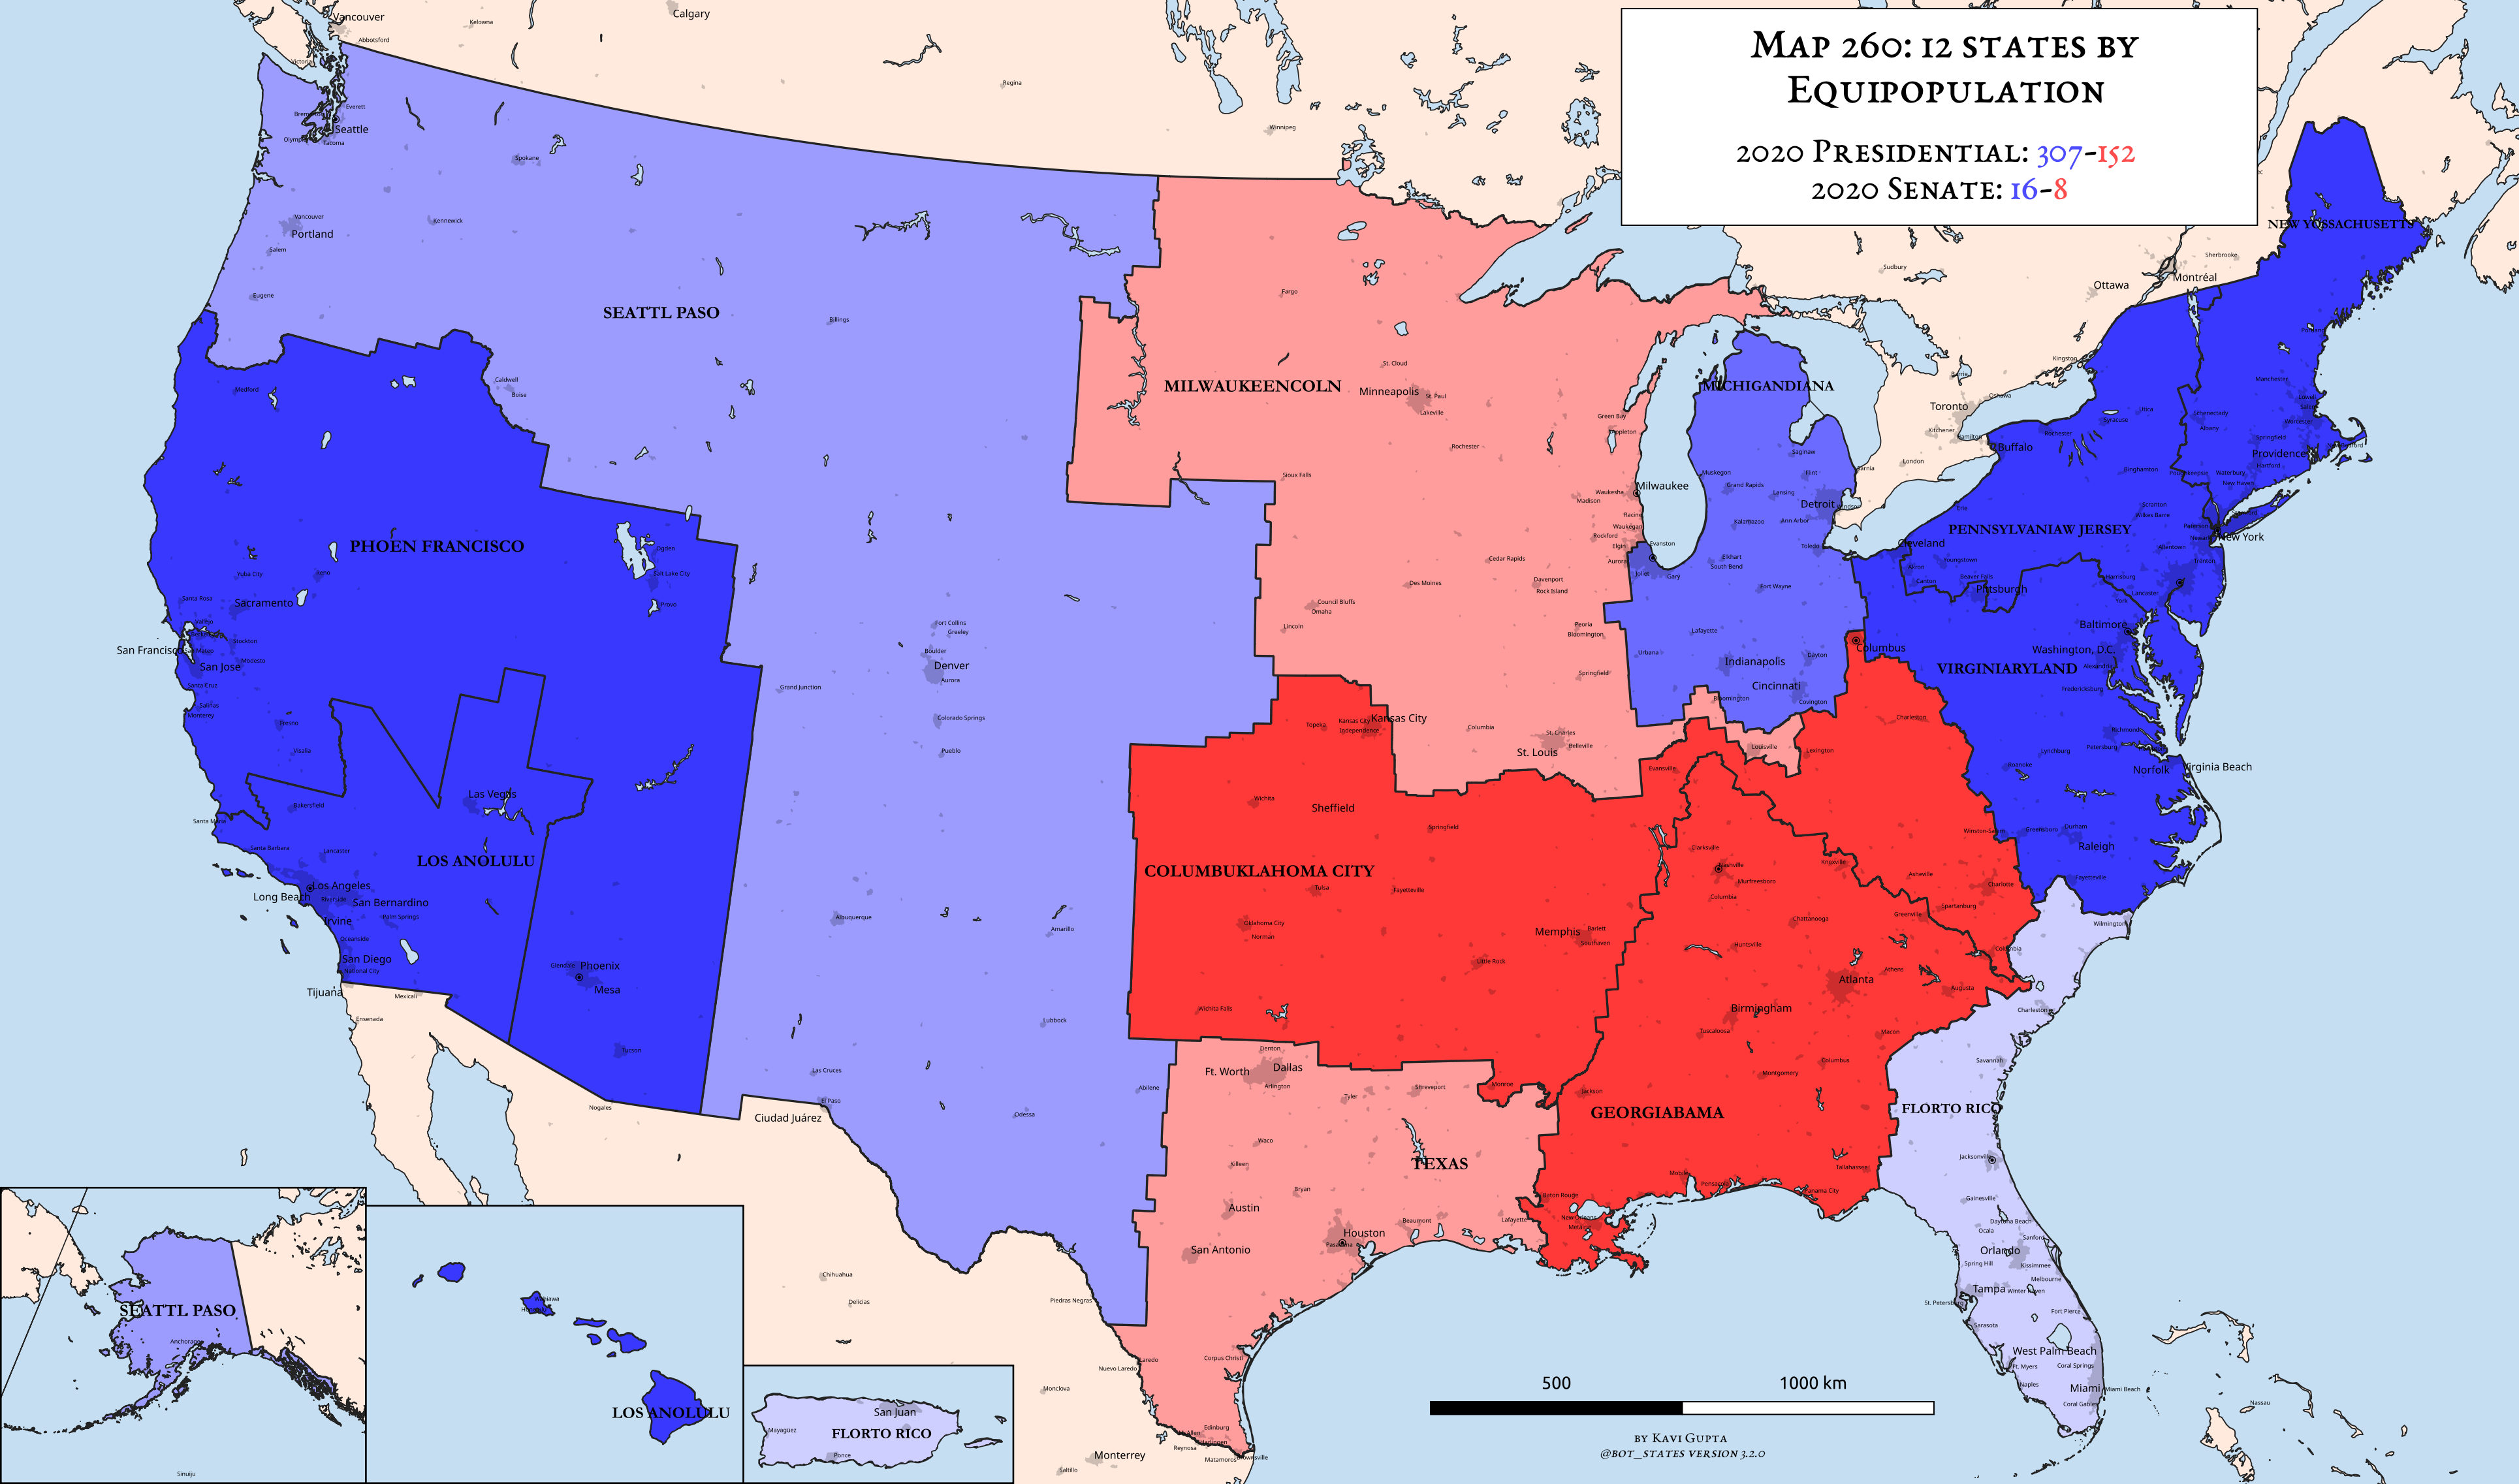 MAP 260: 12 STATES BY
EQUIPOPULATION
2020 PRESIDENTIAL: 307-152
2020 SENATE: 16-8
Vancouver
Kelowna
Calgary
Abbotsford
Victoria
Regina
Winnipeg
Everett
Seattle
Tacoma
Spokane
Vancouver
Portland
Kennewick
Salem
Eugene
SEATTL PASO
Billings
Fargo
NEW YOSSACHUSETTS
Sherbrooke
Montréal
Ottawa
Sudbury
Kingston
Barrie
Oshawa
Toronto
Kitchener
Hamilton
London
Sarnia
Buffalo
Rochester
Syracuse
Utica
Schenectady
Albany
Binghamton
Manchester
Lowell
Springfield
Providence
Hartford
Waterbury
New Haven
Medford
Caldwell
Boise
MILWAUKEENCOLN
St. Cloud
Minneapolis
St. Paul
Lakeville
Rochester
Sioux Falls
Green Bay
Appleton
MICHIGANDIANA
Saginaw
Flint
Muskegon
Grand Rapids
Lansing
Detroit
Kalamazoo
Ann Arbor
Toledo
Milwaukee
Waukesha
Madison
Racine
Waukegan
Rockford
Elgin
Evanston
Aurora
Joliet
Gary
Elkhart
South Bend
Fort Wayne
PHOEN FRANCISCO
Ogden
Salt Lake City
Provo
Yuba City
Reno
Santa Rosa
Sacramento
Vallejo
Stockton
San Francisco
San Mateo
Modesto
San Jose
Santa Cruz
Salinas
Monterey
Fresno
Visalia
Bakersfield
Santa Maria
Santa Barbara
Lancaster
Las Vegas
LOS ANOLULU
Los Angeles
Long Beach
Riverside
San Bernardino
Irvine
Palm Springs
Oceanside
San Diego
National City
Tijuana
Mexicali
Ensenada
Glendale
Phoenix
Mesa
Tucson
Nogales
Fort Collins
Greeley
Boulder
Denver
Aurora
Grand Junction
Colorado Springs
Pueblo
Albuquerque
Amarillo
Lubbock
Las Cruces
El Paso
Ciudad Juárez
Odessa
Abilene
Cedar Rapids
Des Moines
Davenport
Rock Island
Council Bluffs
Omaha
Lincoln
Peoria
Bloomington
Springfield
Urbana
Lafayette
Indianapolis
Dayton
Cincinnati
Covington
Bloomington
Columbus
Topeka
Kansas City
Kansas City
Independence
Columbia
St. Charles
St. Louis
Belleville
Louisville
Lexington
Evansville
Charleston
Cleveland
Akron
Canton
Youngstown
Beaver Falls
Pittsburgh
Erie
PENNSYLVANIAW JERSEY
Scranton
Wilkes Barre
Paterson
Newark
New York
Allentown
Trenton
Harrisburg
Lancaster
York
Baltimore
Washington, D.C.
Alexandria
VIRGINIARYLAND
Fredericksburg
Richmond
Petersburg
Lynchburg
Roanoke
Norfolk
Virginia Beach
Winston-Salem
Greensboro
Durham
Raleigh
Fayetteville
Wilmington
Wichita
Sheffield
Springfield
COLUMBUKLAHOMA CITY
Tulsa
Fayetteville
Oklahoma City
Norman
Wichita Falls
Little Rock
Memphis
Barlett
Southaven
Clarksville
Nashville
Murfreesboro
Columbia
Knoxville
Asheville
Charlotte
Spartanburg
Greenville
Chattanooga
Huntsville
Columbia
Atlanta
Athens
Augusta
Birmingham
Tuscaloosa
Macon
Columbus
Montgomery
Charleston
Savannah
Denton
Ft. Worth
Dallas
Arlington
Tyler
Shreveport
Monroe
Jackson
GEORGIABAMA
FLORTO RICO
TEXAS
Waco
Killeen
Bryan
Austin
San Antonio
Houston
Pasadena
Beaumont
Lafayette
Baton Rouge
New Orleans
Metairie
Mobile
Pensacola
Panama City
Tallahassee
Jacksonville
Gainesville
Daytona Beach
Ocala
Sanford
Orlando
Kissimmee
Spring Hill
Melbourne
Tampa
Winter Haven
St. Petersburg
Fort Pierce
Sarasota
West Palm Beach
Ft. Myers
Coral Springs
Naples
Miami
Miami Beach
Coral Gables
Nassau
Chihuahua
Delicias
Piedras Negras
Nuevo Laredo
Laredo
Corpus Christi
Monclova
Edinburg
McAllen
Harlingen
Reynosa
Matamoros
Brownsville
Monterrey
Saltillo
SEATTL PASO
Anchorage
Sinuiju
Wahiawa
LOS ANOLULU
San Juan
Mayagüez
FLORTO RICO
Ponce
500
1000 km
BY KAVI GUPTA
@BOT_STATES VERSION 3.2.0